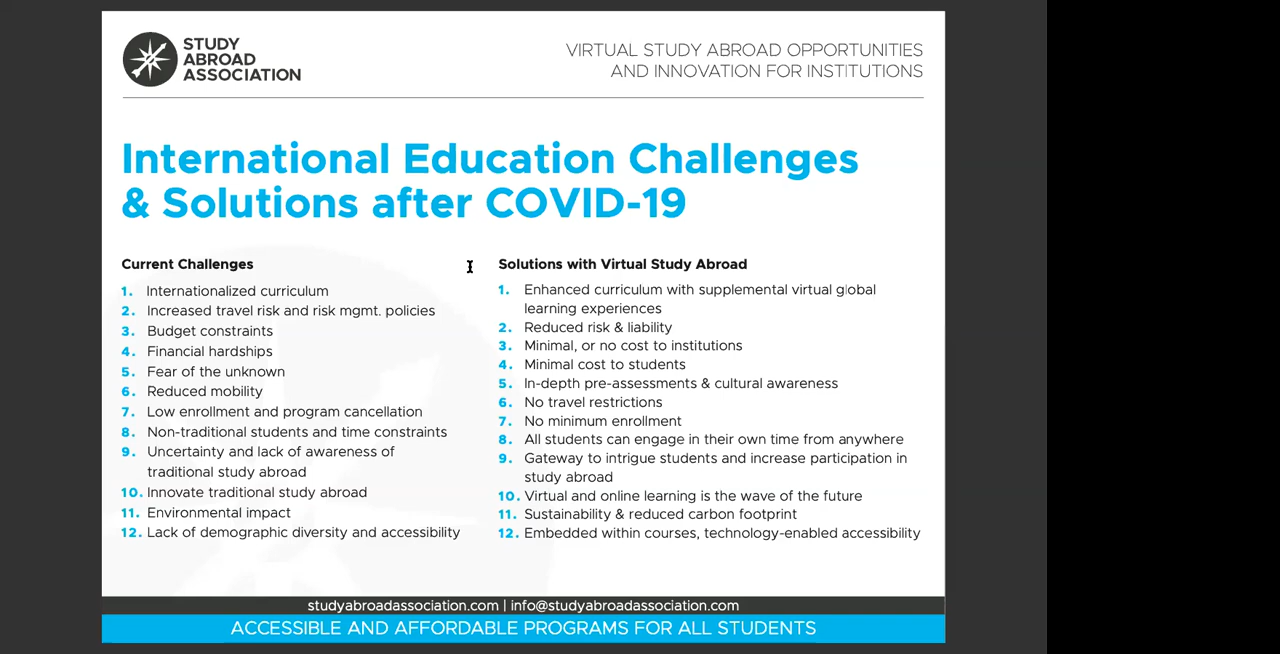 STUDY
ABROAD
ASSOCIATION
VIRTUAL STUDY ABROAD OPPORTUNITIES
AND INNOVATION FOR INSTITUTIONS
International Education Challenges
& Solutions after COVID-19
Current Challenges
1. Internationalized curriculum
2. Increased travel risk and risk mgmt. policies
3. Budget constraints
4. Financial hardships
5. Fear of the unknown
6. Reduced mobility
7. Low enrollment and program cancellation
8. Non-traditional students and time constraints
9. Uncertainty and lack of awareness of
traditional study abroad
10. Innovate traditional study abroad
11. Environmental impact
12. Lack of demographic diversity and accessibility
Solutions with Virtual Study Abroad
1. Enhanced curriculum with supplemental virtual global
learning experiences
2. Reduced risk & liability
3. Minimal, or no cost to institutions
4. Minimal cost to students
5. In-depth pre-assessments & cultural awareness
6. No travel restrictions
7. No minimum enrollment
8. All students can engage in their own time from anywhere
9. Gateway to intrigue students and increase participation in
study abroad
10. Virtual and online learning is the wave of the future
11. Sustainability & reduced carbon footprint
12. Embedded within courses, technology-enabled accessibility
studyabroadassociation.com | info@studyabroadassociation.com
ACCESSIBLE AND AFFORDABLE PROGRAMS FOR ALL STUDENTS